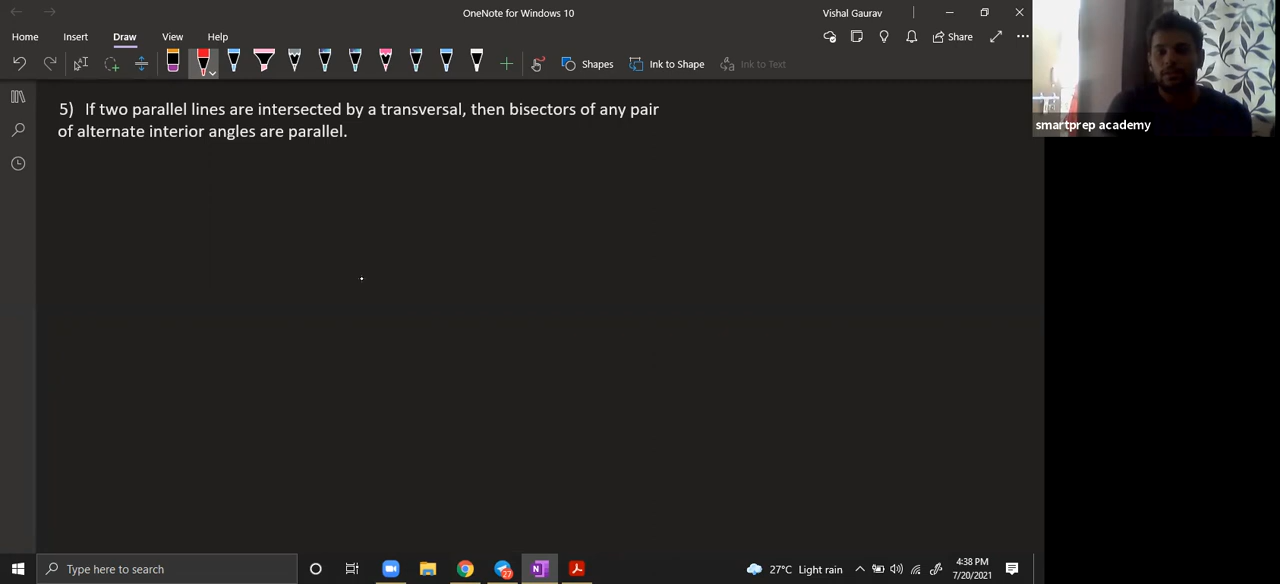 OneNote for Windows 10
Vishal Gaurav
Home Insert Draw View Help
Share
Shapes Ink to Shape Ink to Text
smartprep academy
5) If two parallel lines are intersected by a transversal, then bisectors of any pair
of alternate interior angles are parallel.
Type here to search
27
27°C Light rain
4:38 PM
7/20/2021